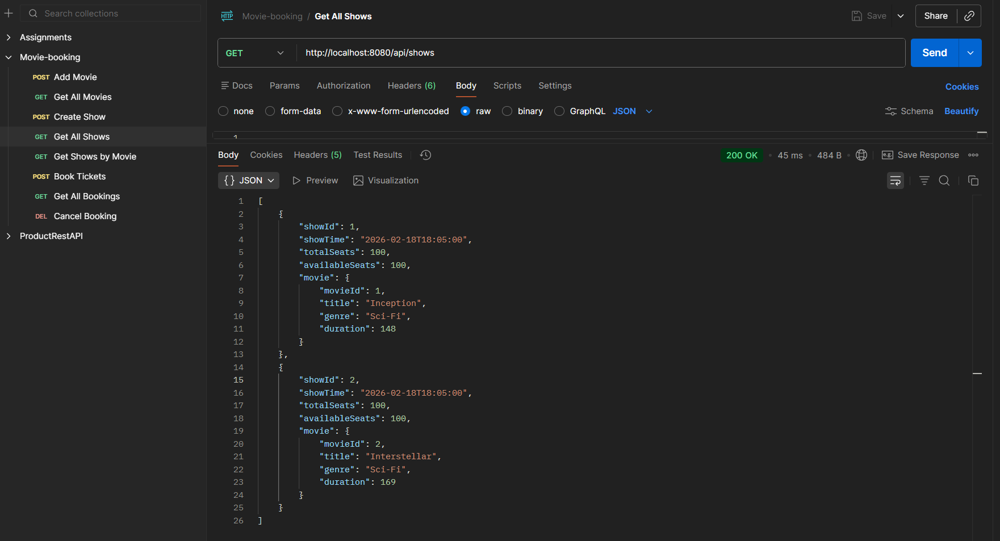 Search collections
Assignments
Movie-booking
POST Add Movie
GET Get All Movies
POST Create Show
GET Get All Shows
GET Get Shows by Movie
POST Book Tickets
GET Get All Bookings
DEL Cancel Booking
ProductRestAPI
HTTP Movie-booking / Get All Shows
Save Share
GET http://localhost:8080/api/shows Send
Docs Params Authorization Headers (6) Body Scripts Settings Cookies
none form-data x-www-form-urlencoded raw binary GraphQL JSON Schema Beautify
1
Body Cookies Headers (5) Test Results 200 OK • 45 ms • 484 B • e.g. Save Response
{} JSON Preview Visualization
1 [
2 {
3 "showId": 1,
4 "showTime": "2026-02-18T18:05:00",
5 "totalSeats": 100,
6 "availableSeats": 100,
7 "movie": {
8 "movieId": 1,
9 "title": "Inception",
10 "genre": "Sci-Fi",
11 "duration": 148
12 }
13 },
14 {
15 "showId": 2,
16 "showTime": "2026-02-18T18:05:00",
17 "totalSeats": 100,
18 "availableSeats": 100,
19 "movie": {
20 "movieId": 2,
21 "title": "Interstellar",
22 "genre": "Sci-Fi",
23 "duration": 169
24 }
25 }
26 ]